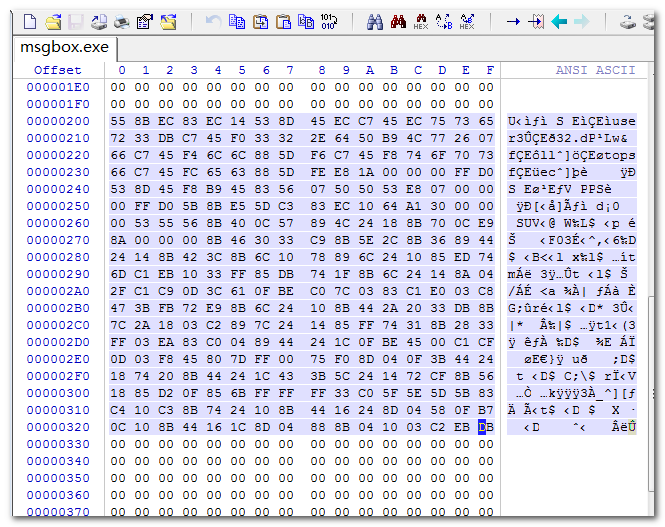 HEX
A
B
101
010
HEX
A
B
HEX
msgbox.exe
Offset 0 1 2 3 4 5 6 7 8 9 A B C D E F ANSI ASCII
000001E0 00 00 00 00 00 00 00 00 00 00 00 00 00 00 00 00
000001F0 00 00 00 00 00 00 00 00 00 00 00 00 00 00 00 00
00000200 55 8B EC 83 EC 14 53 8D 45 EC C7 45 EC 75 73 65 U‹ìƒì S EìÇEìuse
00000210 72 33 DB C7 45 F0 33 32 2E 64 50 B9 4C 77 26 07 r3ÛÇEð32.dP¹Lw&
00000220 66 C7 45 F4 6C 6C 88 5D F6 C7 45 F8 74 6F 70 73 fÇEôllˆ]öÇEøtops
00000230 66 C7 45 FC 65 63 88 5D FE E8 1A 00 00 00 FF D0 fÇEüecˆ]þè ÿÐ
00000240 53 8D 45 F8 B9 45 83 56 07 50 50 53 E8 07 00 00 S Eø¹EƒV PPSè
00000250 00 FF D0 5B 8B E5 5D C3 83 EC 10 64 A1 30 00 00 ÿÐ[‹å]Ãƒì d¡0
00000260 00 53 55 56 8B 40 0C 57 89 4C 24 18 8B 70 0C E9 SUV‹@ W‰L$ ‹p é
00000270 8A 00 00 00 8B 46 30 33 C9 8B 5E 2C 8B 36 89 44 Š ‹F03É‹^,‹6‰D
00000280 24 14 8B 42 3C 8B 6C 10 78 89 6C 24 10 85 ED 74 $ ‹B<‹l x‰l$ …ít
00000290 6D C1 EB 10 33 FF 85 DB 74 1F 8B 6C 24 14 8A 04 mÁë 3ÿ…Ût ‹l$ Š
000002A0 2F C1 C9 0D 3C 61 0F BE C0 7C 03 83 C1 E0 03 C8 /ÁÉ <a ¾À| ƒÁà È
000002B0 47 3B FB 72 E9 8B 6C 24 10 8B 44 2A 20 33 DB 8B G;ûré‹l$ ‹D* 3Û‹
000002C0 7C 2A 18 03 C2 89 7C 24 14 85 FF 74 31 8B 28 33 |* Â‰|$ …ÿt1‹(3
000002D0 FF 03 EA 83 C0 04 89 44 24 1C 0F BE 45 00 C1 CF ÿ êƒÀ ‰D$ ¾E ÁÏ
000002E0 0D 03 F8 45 80 7D FF 00 75 F0 8D 04 0F 3B 44 24 øE€}ÿ uð ;D$
000002F0 18 74 20 8B 44 24 1C 43 3B 5C 24 14 72 CF 8B 56 t ‹D$ C;\$ rÏ‹V
00000300 18 85 D2 0F 85 6B FF FF FF 33 C0 5F 5E 5D 5B 83 …Ò …kÿÿÿ3À_^][ƒ
00000310 C4 10 C3 8B 74 24 10 8B 44 16 24 8D 04 58 0F B7 Ä Ã‹t$ ‹D $ X ·
00000320 0C 10 8B 44 16 1C 8D 04 88 8B 04 10 03 C2 EB DB ‹D ˆ‹ ÂëÛ
00000330 00 00 00 00 00 00 00 00 00 00 00 00 00 00 00 00
00000340 00 00 00 00 00 00 00 00 00 00 00 00 00 00 00 00
00000350 00 00 00 00 00 00 00 00 00 00 00 00 00 00 00 00
00000360 00 00 00 00 00 00 00 00 00 00 00 00 00 00 00 00
00000370 00 00 00 00 00 00 00 00 00 00 00 00 00 00 00 00